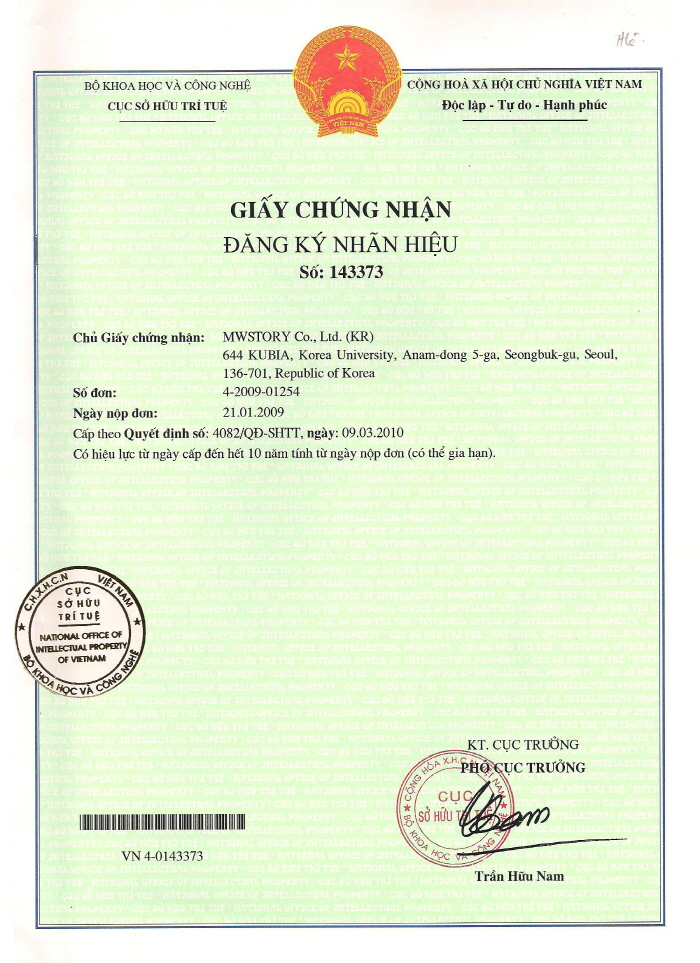 BỘ KHOA HỌC VÀ CÔNG NGHỆ
CỤC SỞ HỮU TRÍ TUỆ
CỘNG HOÀ XÃ HỘI CHỦ NGHĨA VIỆT NAM
Độc lập - Tự do - Hạnh phúc
VIỆT NAM
GIẤY CHỨNG NHẬN
ĐĂNG KÝ NHÃN HIỆU
Số: 143373
Chủ Giấy chứng nhận: MWSTORY Co., Ltd. (KR)
644 KUBIA, Korea University, Anam-dong 5-ga, Seongbuk-gu, Seoul,
136-701, Republic of Korea
Số đơn: 4-2009-01254
Ngày nộp đơn: 21.01.2009
Cấp theo Quyết định số: 4082/QĐ-SHTT, ngày: 09.03.2010
Có hiệu lực từ ngày cấp đến hết 10 năm tính từ ngày nộp đơn (có thể gia hạn).
C.H.X.H.C.N VIỆT NAM
CỤC
SỞ HỮU
TRÍ TUỆ
NATIONAL OFFICE OF
INTELLECTUAL PROPERTY
OF VIETNAM
BỘ KHOA HỌC VÀ CÔNG NGHỆ
KT. CỤC TRƯỞNG
PHÓ CỤC TRƯỞNG
CỘNG HÒA X.H.C.N VIỆT NAM
CỤC
SỞ HỮU TRÍ TUỆ
BỘ KHOA HỌC VÀ CÔNG NGHỆ
Trần Hữu Nam
VN 4-0143373